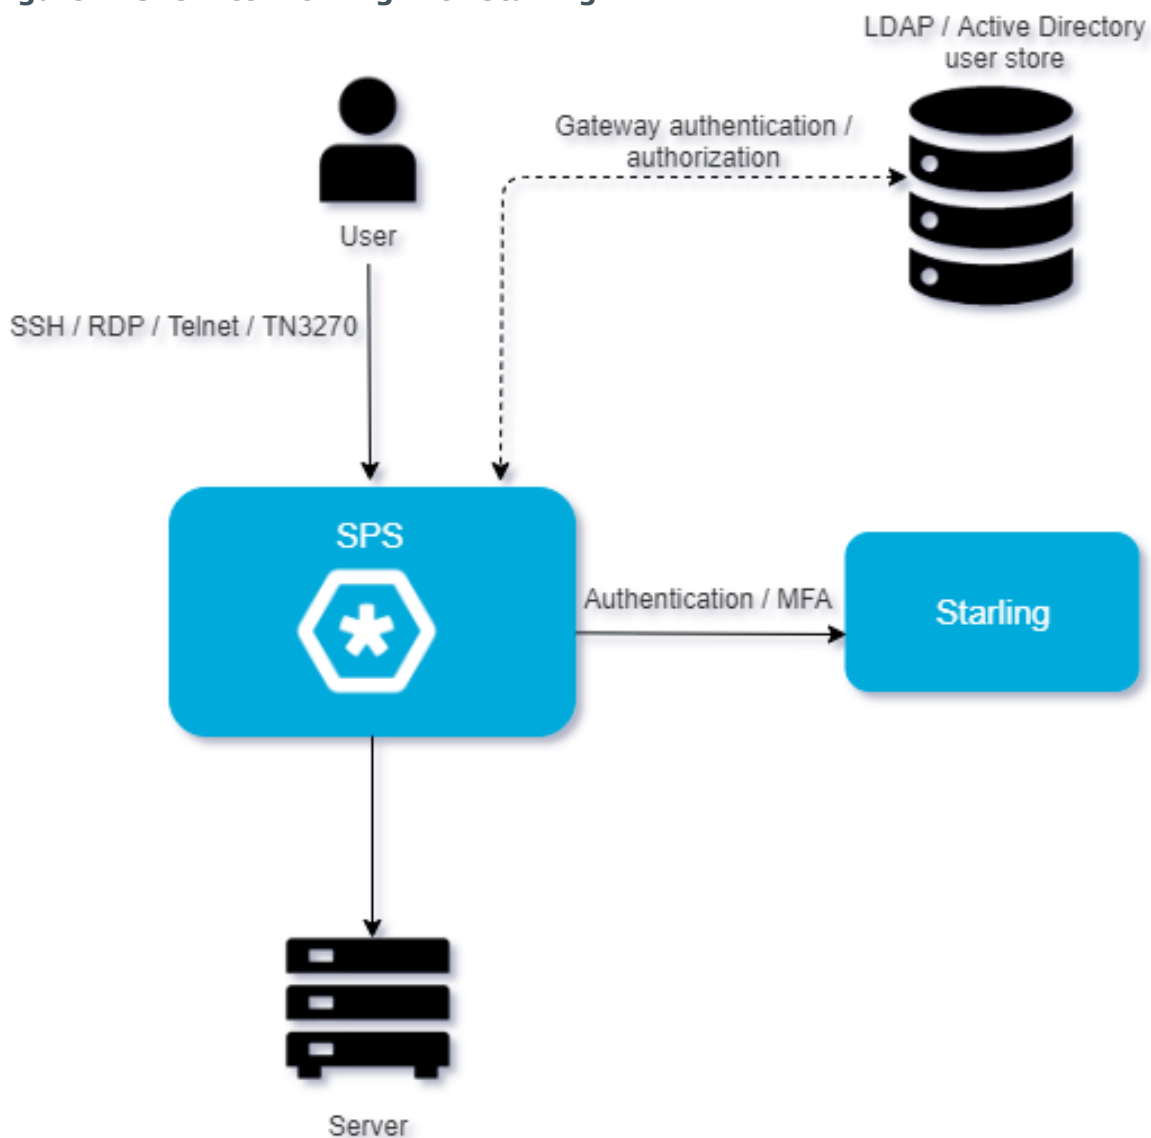 LDAP / Active Directory
user store
Gateway authentication /
authorization
User
SSH / RDP / Telnet / TN3270
SPS
Authentication / MFA
Starling
Server